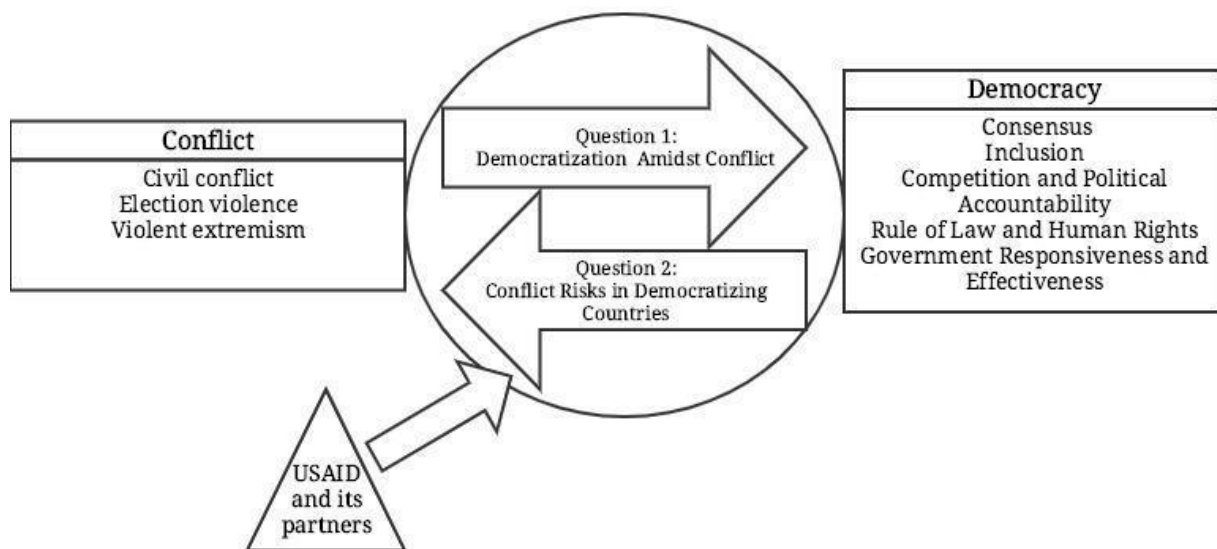 Conflict
Civil conflict
Election violence
Violent extremism
Question 1:
Democratization Amidst Conflict
Question 2:
Conflict Risks in Democratizing
Countries
Democracy
Consensus
Inclusion
Competition and Political
Accountability
Rule of Law and Human Rights
Government Responsiveness and
Effectiveness
USAID
and its
partners